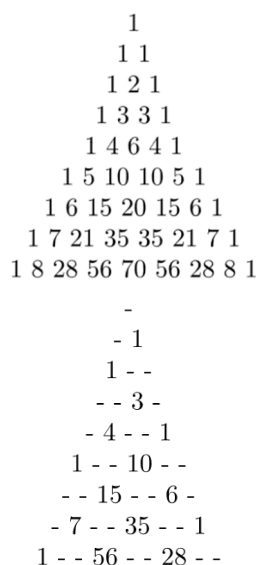 1
1 1
1 2 1
1 3 3 1
1 4 6 4 1
1 5 10 10 5 1
1 6 15 20 15 6 1
1 7 21 35 35 21 7 1
1 8 28 56 70 56 28 8 1
-
- 1
1 - -
- - 3 -
- 4 - - 1
1 - - 10 - -
- - 15 - - 6 -
- 7 - - 35 - - 1
1 - - 56 - - 28 - -